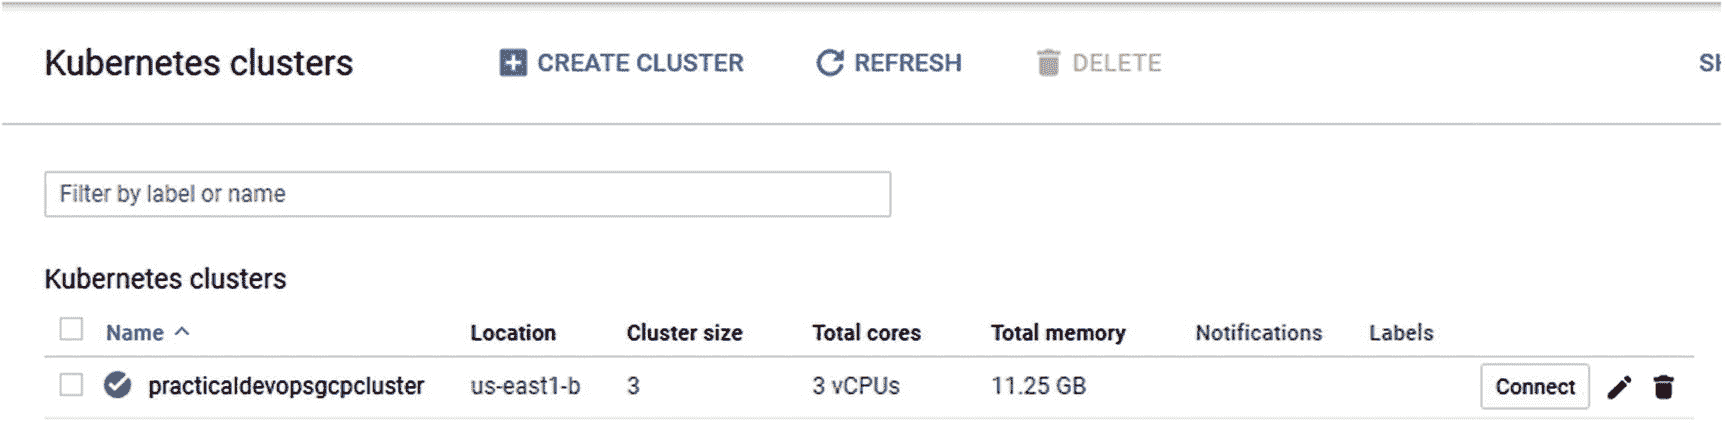 Kubernetes clusters CREATE CLUSTER REFRESH DELETE SH
Filter by label or name
Kubernetes clusters
Name Location Cluster size Total cores Total memory Notifications Labels
practicaldevopsgcpcluster us-east1-b 3 3 vCPUs 11.25 GB Connect